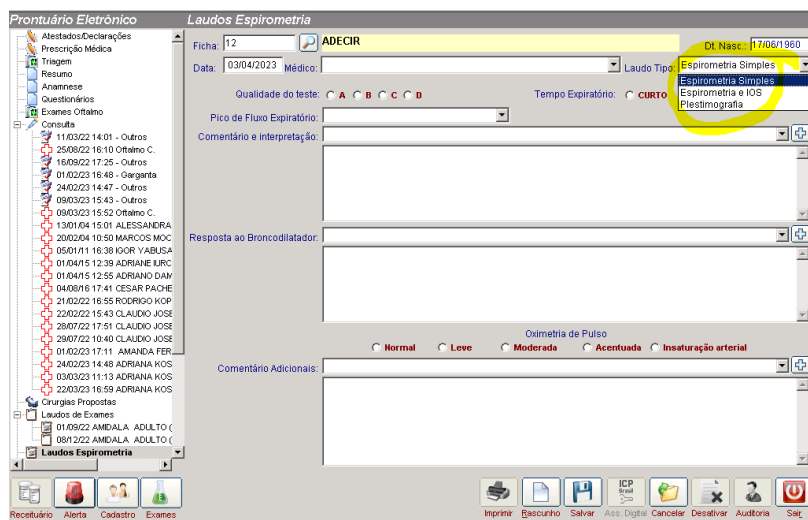 Prontuário Eletrônico
Laudos Espirometria
Atestados/Declarações
Prescrição Médica
Triagem
Resumo
Anamnese
Questionários
Exames Oftalmo
Consulta
11/03/22 14:01 - Outros
25/08/22 16:10 Oftalmo C.
16/09/22 17:25 - Outros
01/02/23 16:48 - Garganta
24/02/23 14:47 - Outros
09/03/23 15:43 - Outros
09/03/23 15:52 Oftalmo C.
13/01/04 15:01 ALESSANDRA
20/02/04 10:50 MARCOS MOC
05/01/11 16:38 IGOR YABUSA
01/04/15 12:39 ADRIANE IURC
01/04/15 12:55 ADRIANO DAM
04/08/16 17:41 CESAR PACHE
21/02/22 16:55 RODRIGO KOP
22/02/22 15:43 CLAUDIO JOSE
28/07/22 17:51 CLAUDIO JOSE
29/07/22 10:40 CLAUDIO JOSE
01/02/23 17:11 AMANDA FER
24/02/23 14:48 ADRIANA KOS
03/03/23 11:13 ADRIANA KOS
22/03/23 16:59 ADRIANA KOS
Cirurgias Propostas
Laudos de Exames
01/09/22 AMIDALA ADULTO (
08/12/22 AMIDALA ADULTO (
Laudos Espirometria
Ficha: 12 ADECIR Dt. Nasc.: 17/06/1960
Data: 03/04/2023 Médico: Laudo Tipo: Espirometria Simples
Espirometria Simples
Espirometria e IOS
Plestimografia
Qualidade do teste: A B C D Tempo Expiratório: CURTO
Pico de Fluxo Expiratório:
Comentário e interpretação:
Resposta ao Broncodilatador:
Oximetria de Pulso
Normal Leve Moderada Acentuada Insaturação arterial
Comentário Adicionais:
ICP
Brasil
Receituário Alerta Cadastro Exames Imprimir Rascunho Salvar Ass. Digital Cancelar Desativar Auditoria Sair